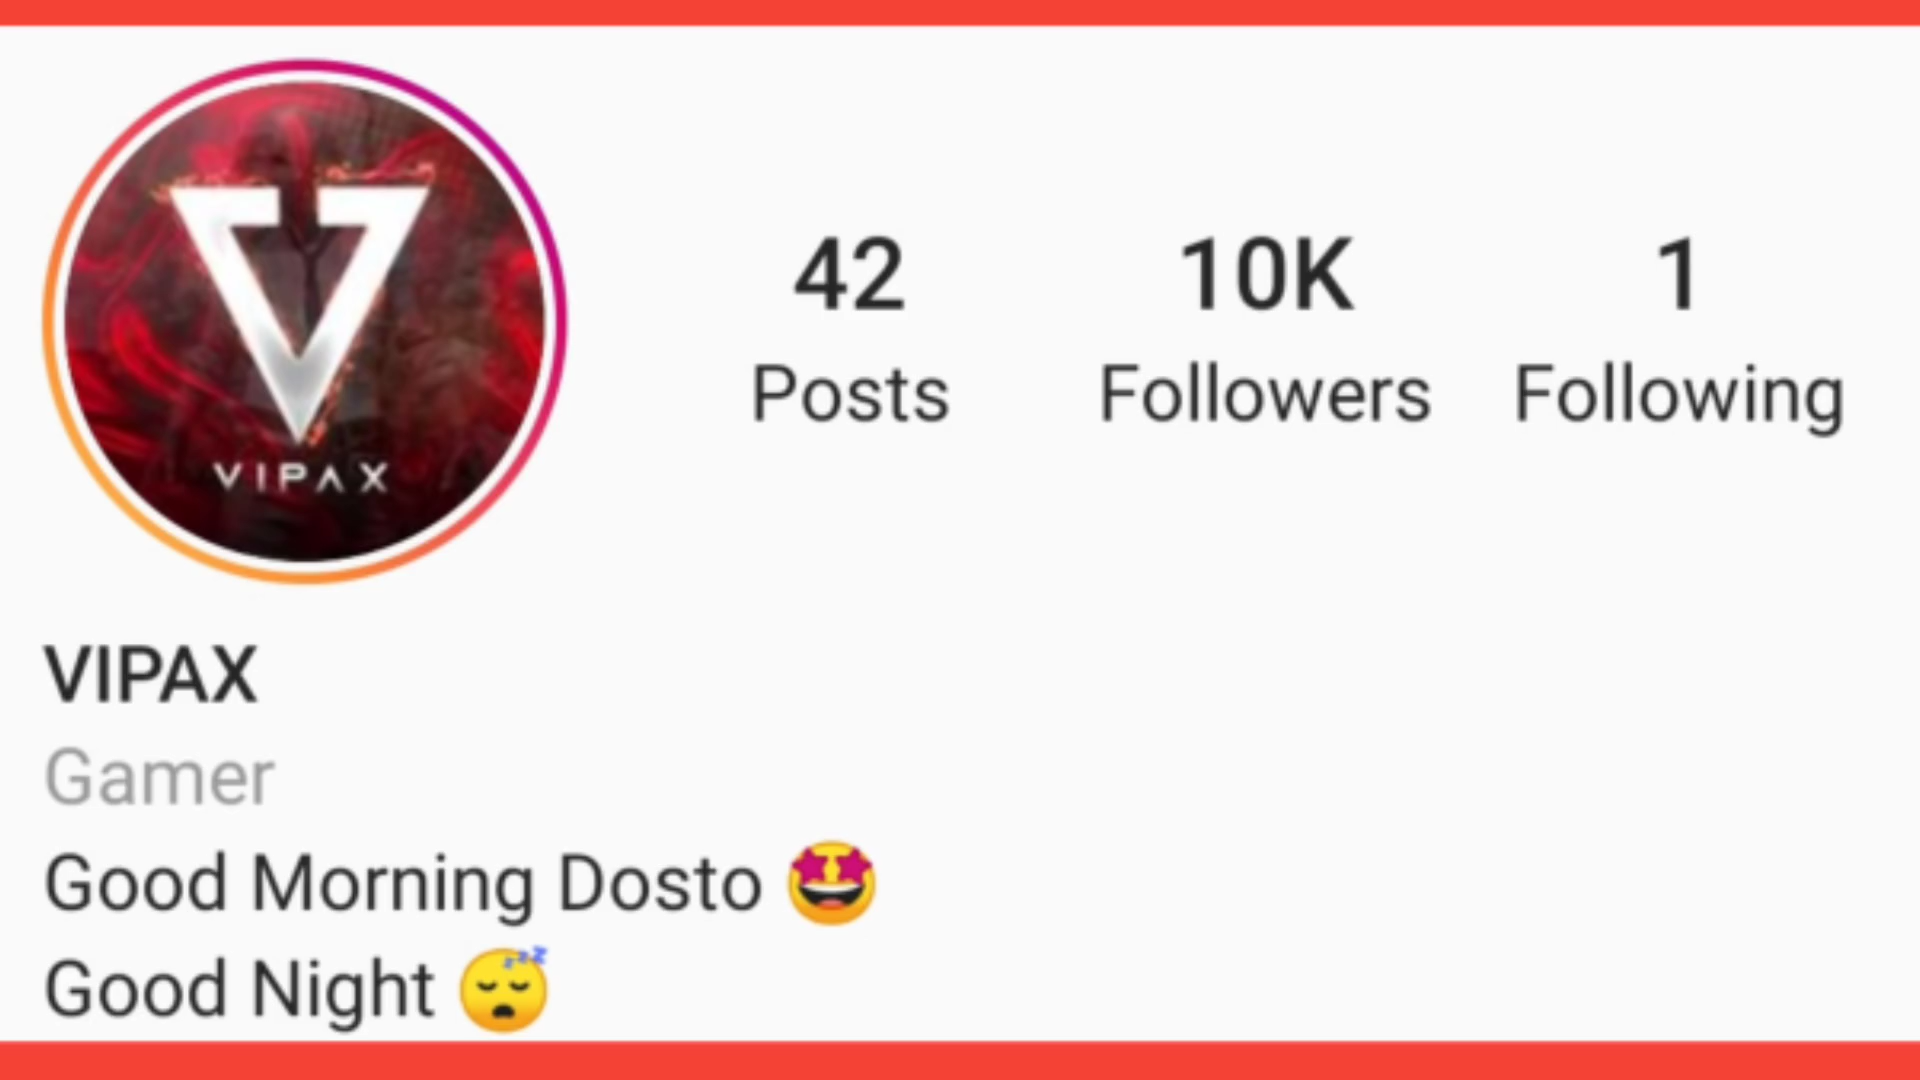 VIPAX
42 10K 1
Posts Followers Following
VIPAX
Gamer
Good Morning Dosto 🤩
Good Night 😴